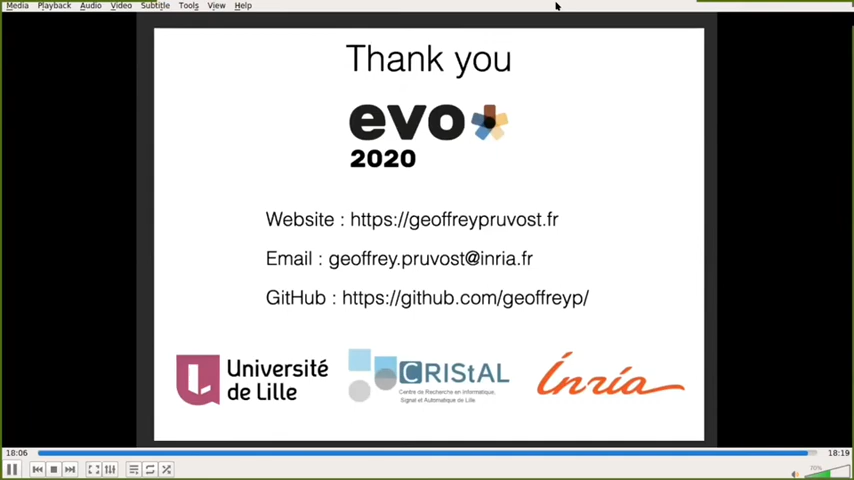 Media Playback Audio Video Subtitle Tools View Help
Thank you
evo
2020
Website : https://geoffreypruvost.fr
Email : geoffrey.pruvost@inria.fr
GitHub : https://github.com/geoffreyp/
Université
de Lille
CRIStAL
Centre de Recherche en Informatique,
Signal et Automatique de Lille
Inria
18:06 18:19
70%